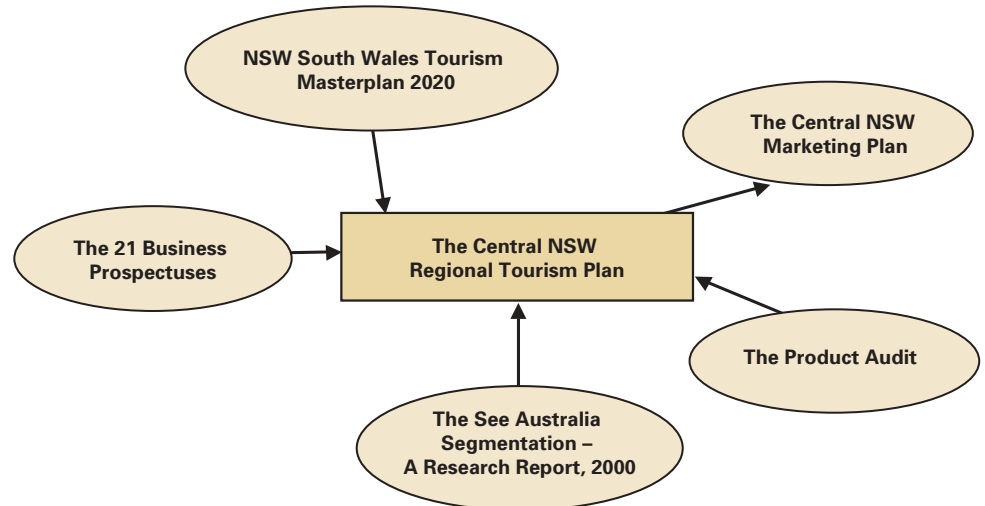 NSW South Wales Tourism
Masterplan 2020
The Central NSW
Marketing Plan
The 21 Business
Prospectuses
The Central NSW
Regional Tourism Plan
The Product Audit
The See Australia
Segmentation –
A Research Report, 2000